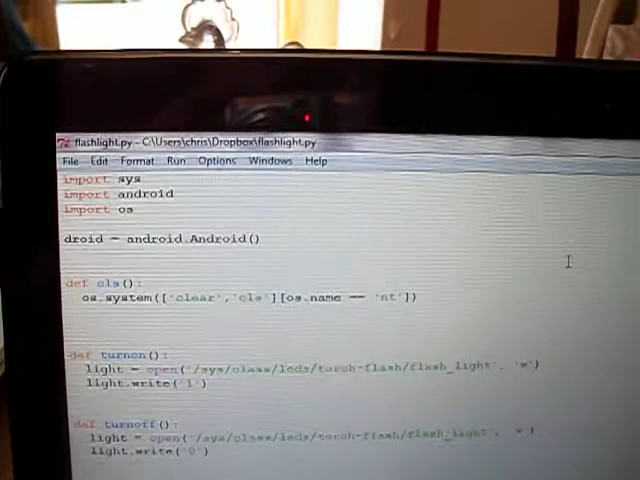 flashlight.py - C:\Users\chris\Dropbox\flashlight.py
File Edit Format Run Options Windows Help
import sys
import android
import os
droid = android.Android()
def cls():
os.system(['clear','cls'][os.name == 'nt'])
def turnon():
light = open('/sys/class/leds/torch-flash/flash_light', 'w')
light.write('1')
def turnoff():
light = open('/sys/class/leds/torch-flash/flash_light', 'w')
light.write('0')